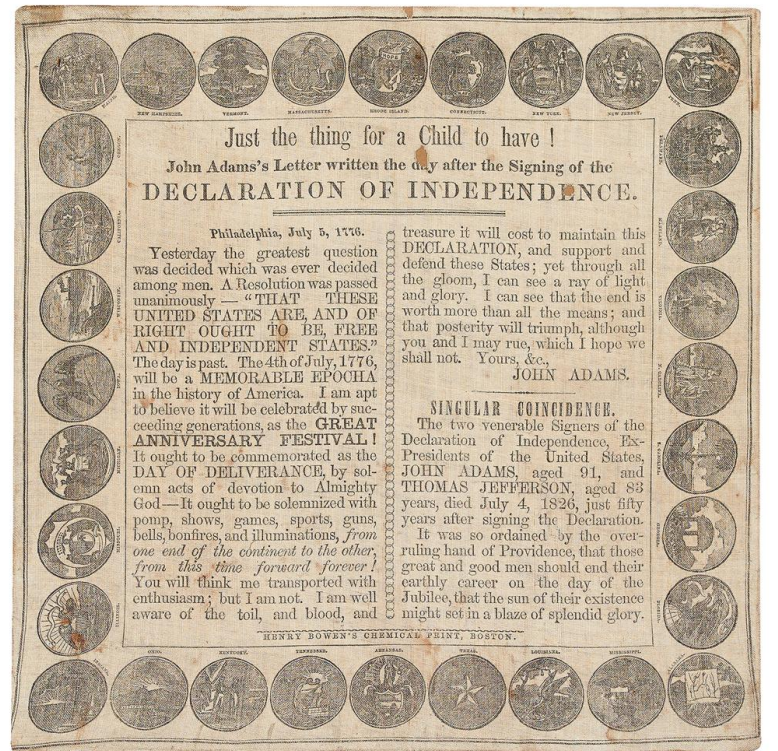 MAINE.
NEW HAMPSHIRE.
VERMONT.
MASSACHUSETTS.
RHODE ISLAND.
CONNECTICUT.
NEW YORK.
NEW JERSEY.
PENN.
OREGON.
CALIFORNIA.
WISCONSIN.
IOWA.
MICHIGAN.
MISSOURI.
ILLINOIS.
Just the thing for a Child to have !
John Adams's Letter written the day after the Signing of the
DECLARATION OF INDEPENDENCE.
Philadelphia, July 5, 1776.
Yesterday the greatest question
was decided which was ever decided
among men. A Resolution was passed
unanimously — "THAT THESE
UNITED STATES ARE, AND OF
RIGHT OUGHT TO BE, FREE
AND INDEPENDENT STATES."
The day is past. The 4th of July, 1776,
will be a MEMORABLE EPOCHA
in the history of America. I am apt
to believe it will be celebrated by suc-
ceeding generations, as the GREAT
ANNIVERSARY FESTIVAL !
It ought to be commemorated as the
DAY OF DELIVERANCE, by sol-
emn acts of devotion to Almighty
God—It ought to be solemnized with
pomp, shows, games, sports, guns,
bells, bonfires, and illuminations, from
one end of the continent to the other,
from this time forward forever !
You will think me transported with
enthusiasm; but I am not. I am well
aware of the toil, and blood, and
treasure it will cost to maintain this
DECLARATION, and support and
defend these States; yet through all
the gloom, I can see a ray of light
and glory. I can see that the end is
worth more than all the means; and
that posterity will triumph, although
you and I may rue, which I hope we
shall not. Yours, &c.,
JOHN ADAMS.
SINGULAR COINCIDENCE.
The two venerable Signers of the
Declaration of Independence, Ex-
Presidents of the United States,
JOHN ADAMS, aged 91, and
THOMAS JEFFERSON, aged 83
years, died July 4, 1826, just fifty
years after signing the Declaration.
It was so ordained by the over-
ruling hand of Providence, that those
great and good men should end their
earthly career on the day of the
Jubilee, that the sun of their existence
might set in a blaze of splendid glory.
HENRY BOWEN'S CHEMICAL PRINT, BOSTON.
DELAWARE.
MARYLAND.
VIRGINIA.
N. CAROLINA.
S. CAROLINA.
GEORGIA.
FLORIDA.
OHIO.
KENTUCKY.
TENNESSEE.
ARKANSAS.
TEXAS.
LOUISIANA.
MISSISSIPPI.